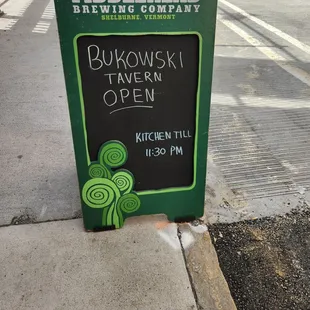 BREWING COMPANY
SHELBURNE, VERMONT
BUKOWSKI
TAVERN
OPEN
KITCHEN TILL
11:30 PM